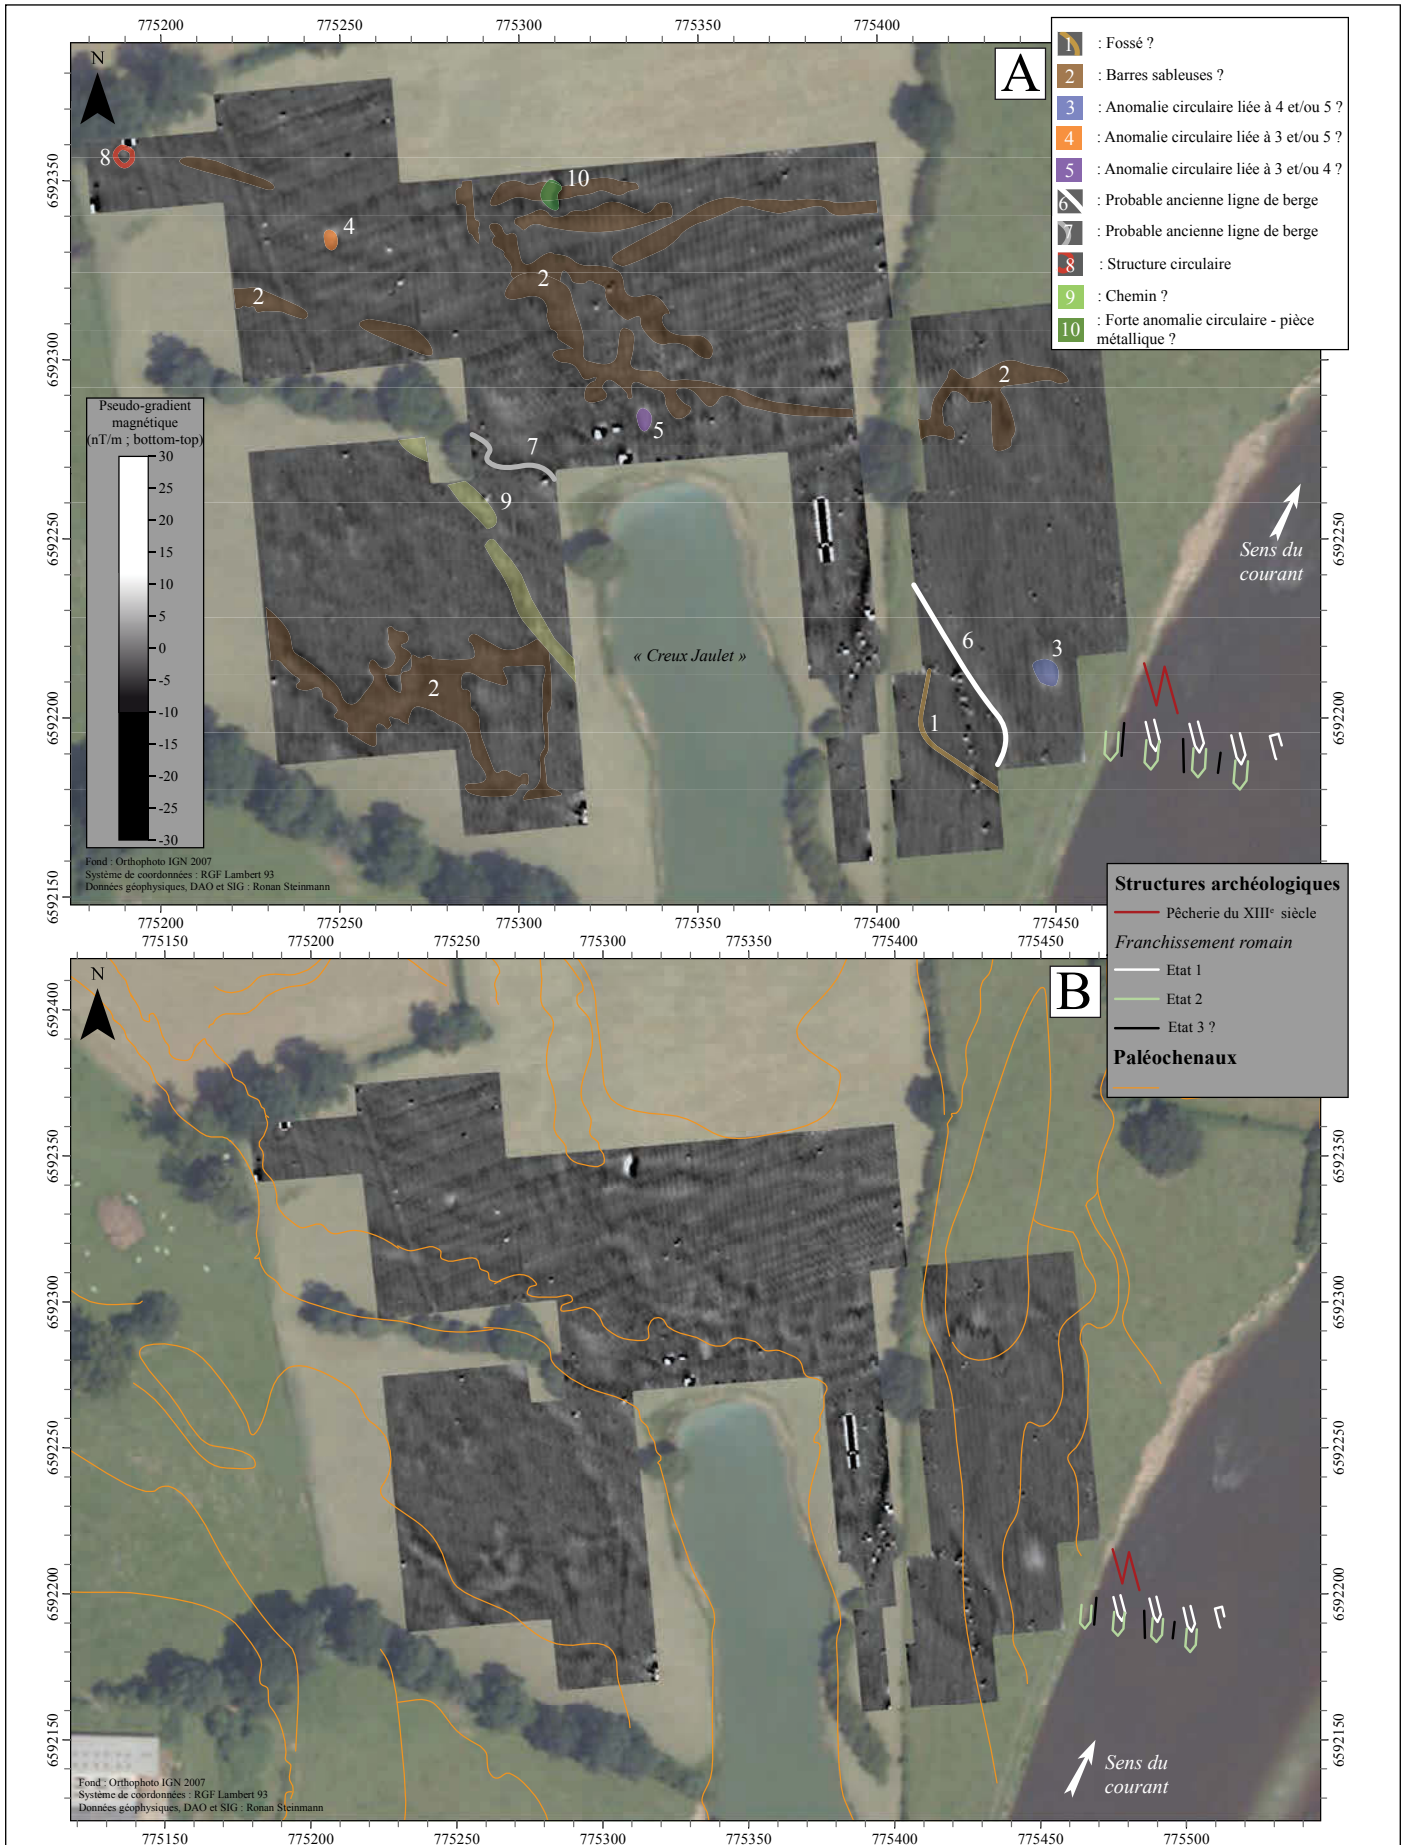 775200 775250 775300 775350 775400
A
N
1 : Fossé ?
2 : Barres sableuses ?
3 : Anomalie circulaire liée à 4 et/ou 5 ?
4 : Anomalie circulaire liée à 3 et/ou 5 ?
5 : Anomalie circulaire liée à 3 et/ou 4 ?
6 : Probable ancienne ligne de berge
7 : Probable ancienne ligne de berge
8 : Structure circulaire
9 : Chemin ?
10 : Forte anomalie circulaire - pièce
métallique ?
8
10
4
2
2
2
5
7
9
6
3
2
1
6592350
6592300
6592250
6592200
6592150
6592300
6592250
6592200
Pseudo-gradient
magnétique
(nT/m ; bottom-top)
30
25
20
15
10
5
0
-5
-10
-15
-20
-25
-30
« Creux Jaulet »
Sens du
courant
Fond : Orthophoto IGN 2007
Système de coordonnées : RGF Lambert 93
Données géophysiques, DAO et SIG : Ronan Steinmann
775200 775250 775300 775350 775400 775450
Structures archéologiques
Pêcherie du XIIIe siècle
Franchissement romain
Etat 1
Etat 2
Etat 3 ?
Paléochenaux
775150 775200 775250 775300 775350 775400 775450
B
N
6592400
6592350
6592300
6592250
6592200
6592150
6592350
6592300
6592250
6592200
6592150
Sens du
courant
Fond : Orthophoto IGN 2007
Système de coordonnées : RGF Lambert 93
Données géophysiques, DAO et SIG : Ronan Steinmann
775150 775200 775250 775300 775350 775400 775450 775500